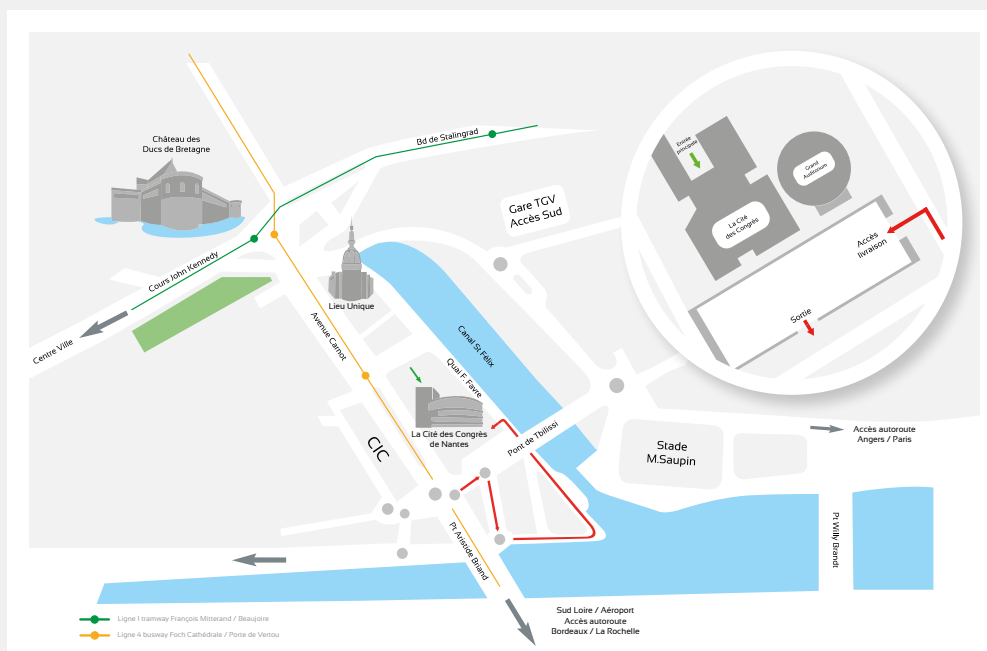 Château des
Ducs de Bretagne
Bd de Stalingrad
Gare TGV
Accès Sud
Entrée
principale
Grand
Auditorium
La Cité
des Congrès
Accès
livraison
Sortie
Cours John Kennedy
Centre Ville
Lieu Unique
Avenue Carnot
Canal St Félix
Quai F. Favre
La Cité des Congrès
de Nantes
CIC
Pont de Tbilissi
Stade
M.Saupin
Accès autoroute
Angers / Paris
Pt Aristide Briand
Pt Willy Brandt
Sud Loire / Aéroport
Accès autoroute
Bordeaux / La Rochelle
Ligne 1 tramway François Mitterand / Beaujoire
Ligne 4 busway Foch Cathédrale / Porte de Vertou